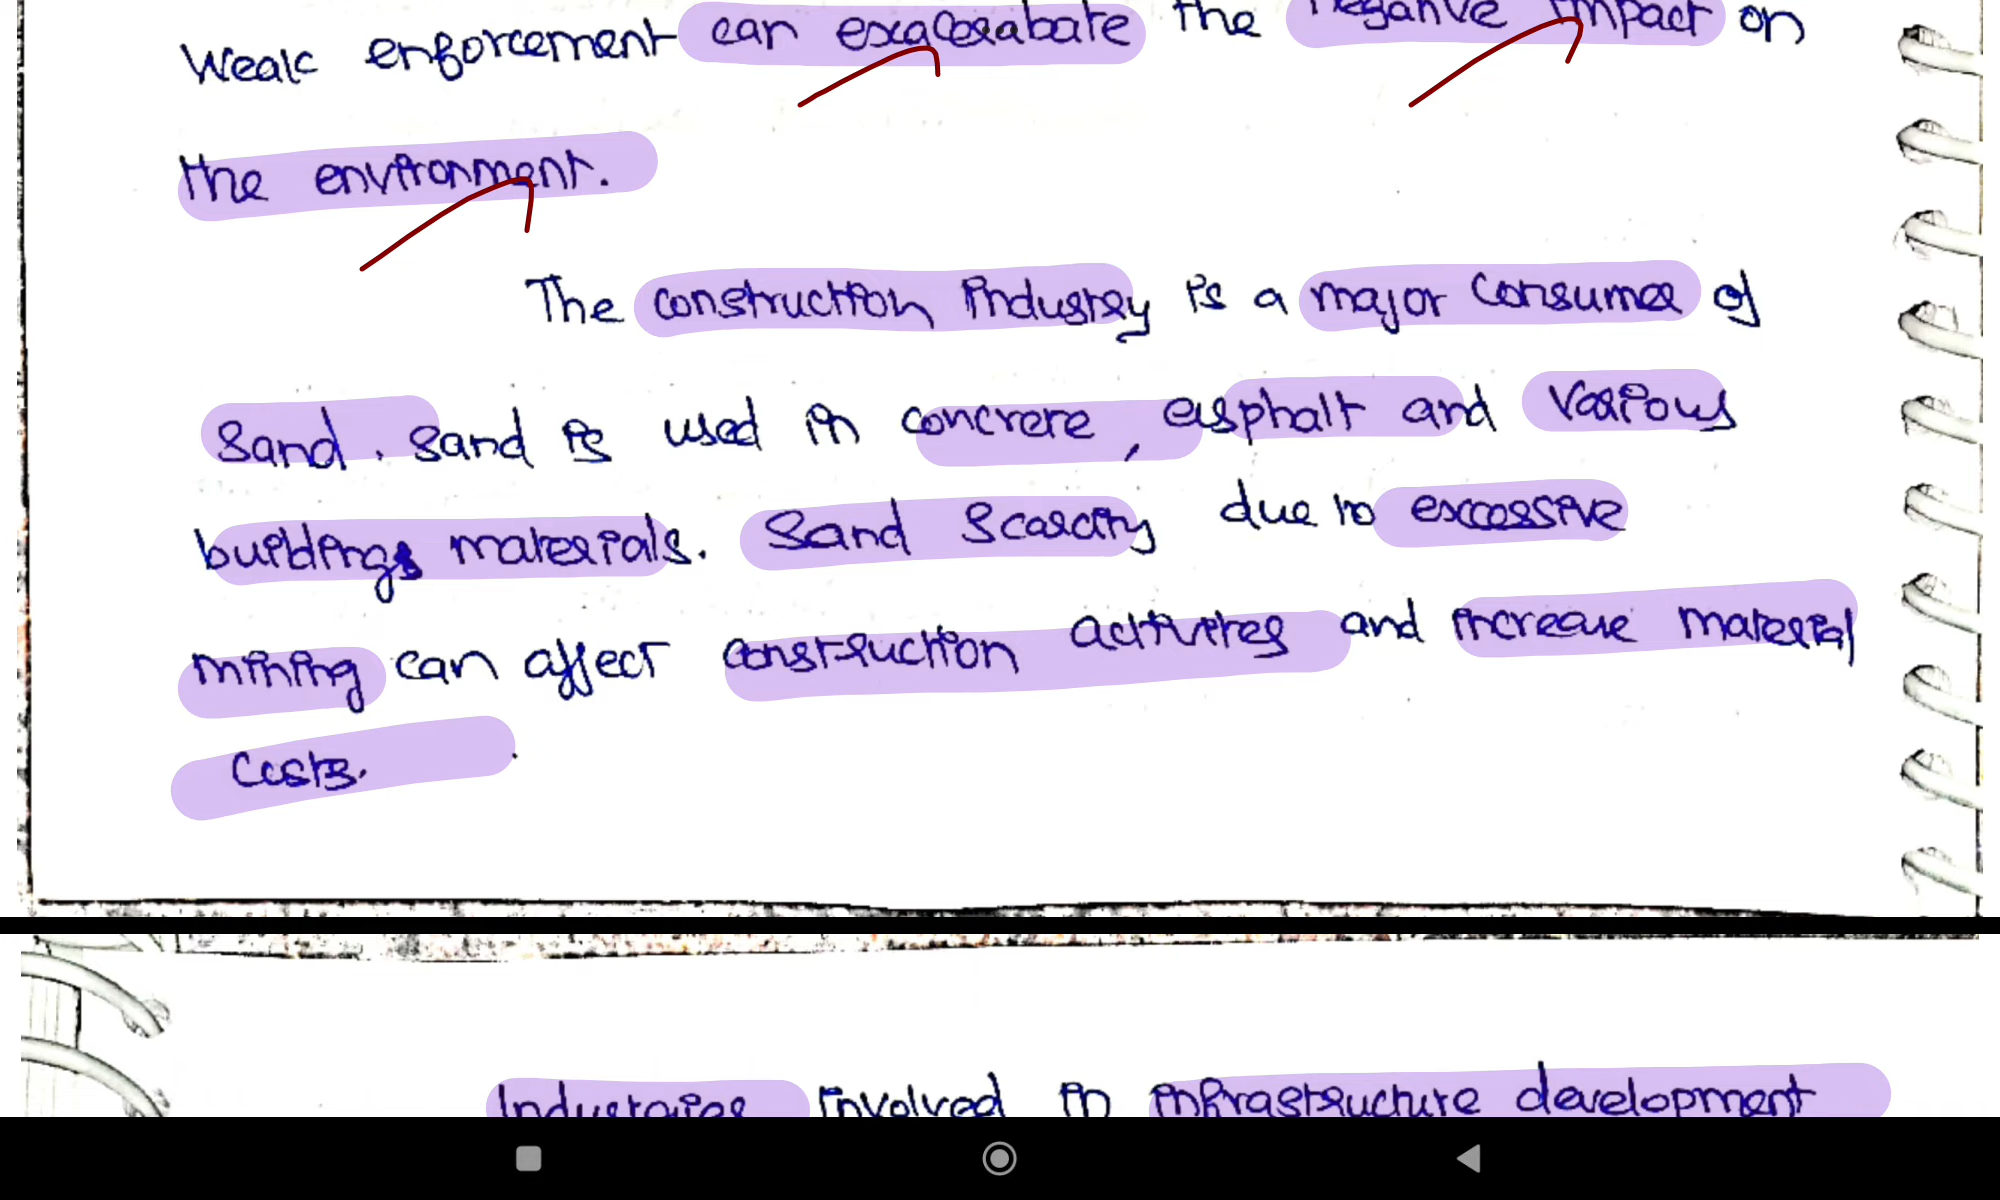 Weak enforcement can exacerabate the negative impact on
the environment.
The construction industry is a major consumer of
Sand. Sand is used in concrete, asphalt and various
buildings materials. Sand Scarcity due to excessive
mining can affect construction activites and increase material
Costs.
Industries involved in infrastructure development